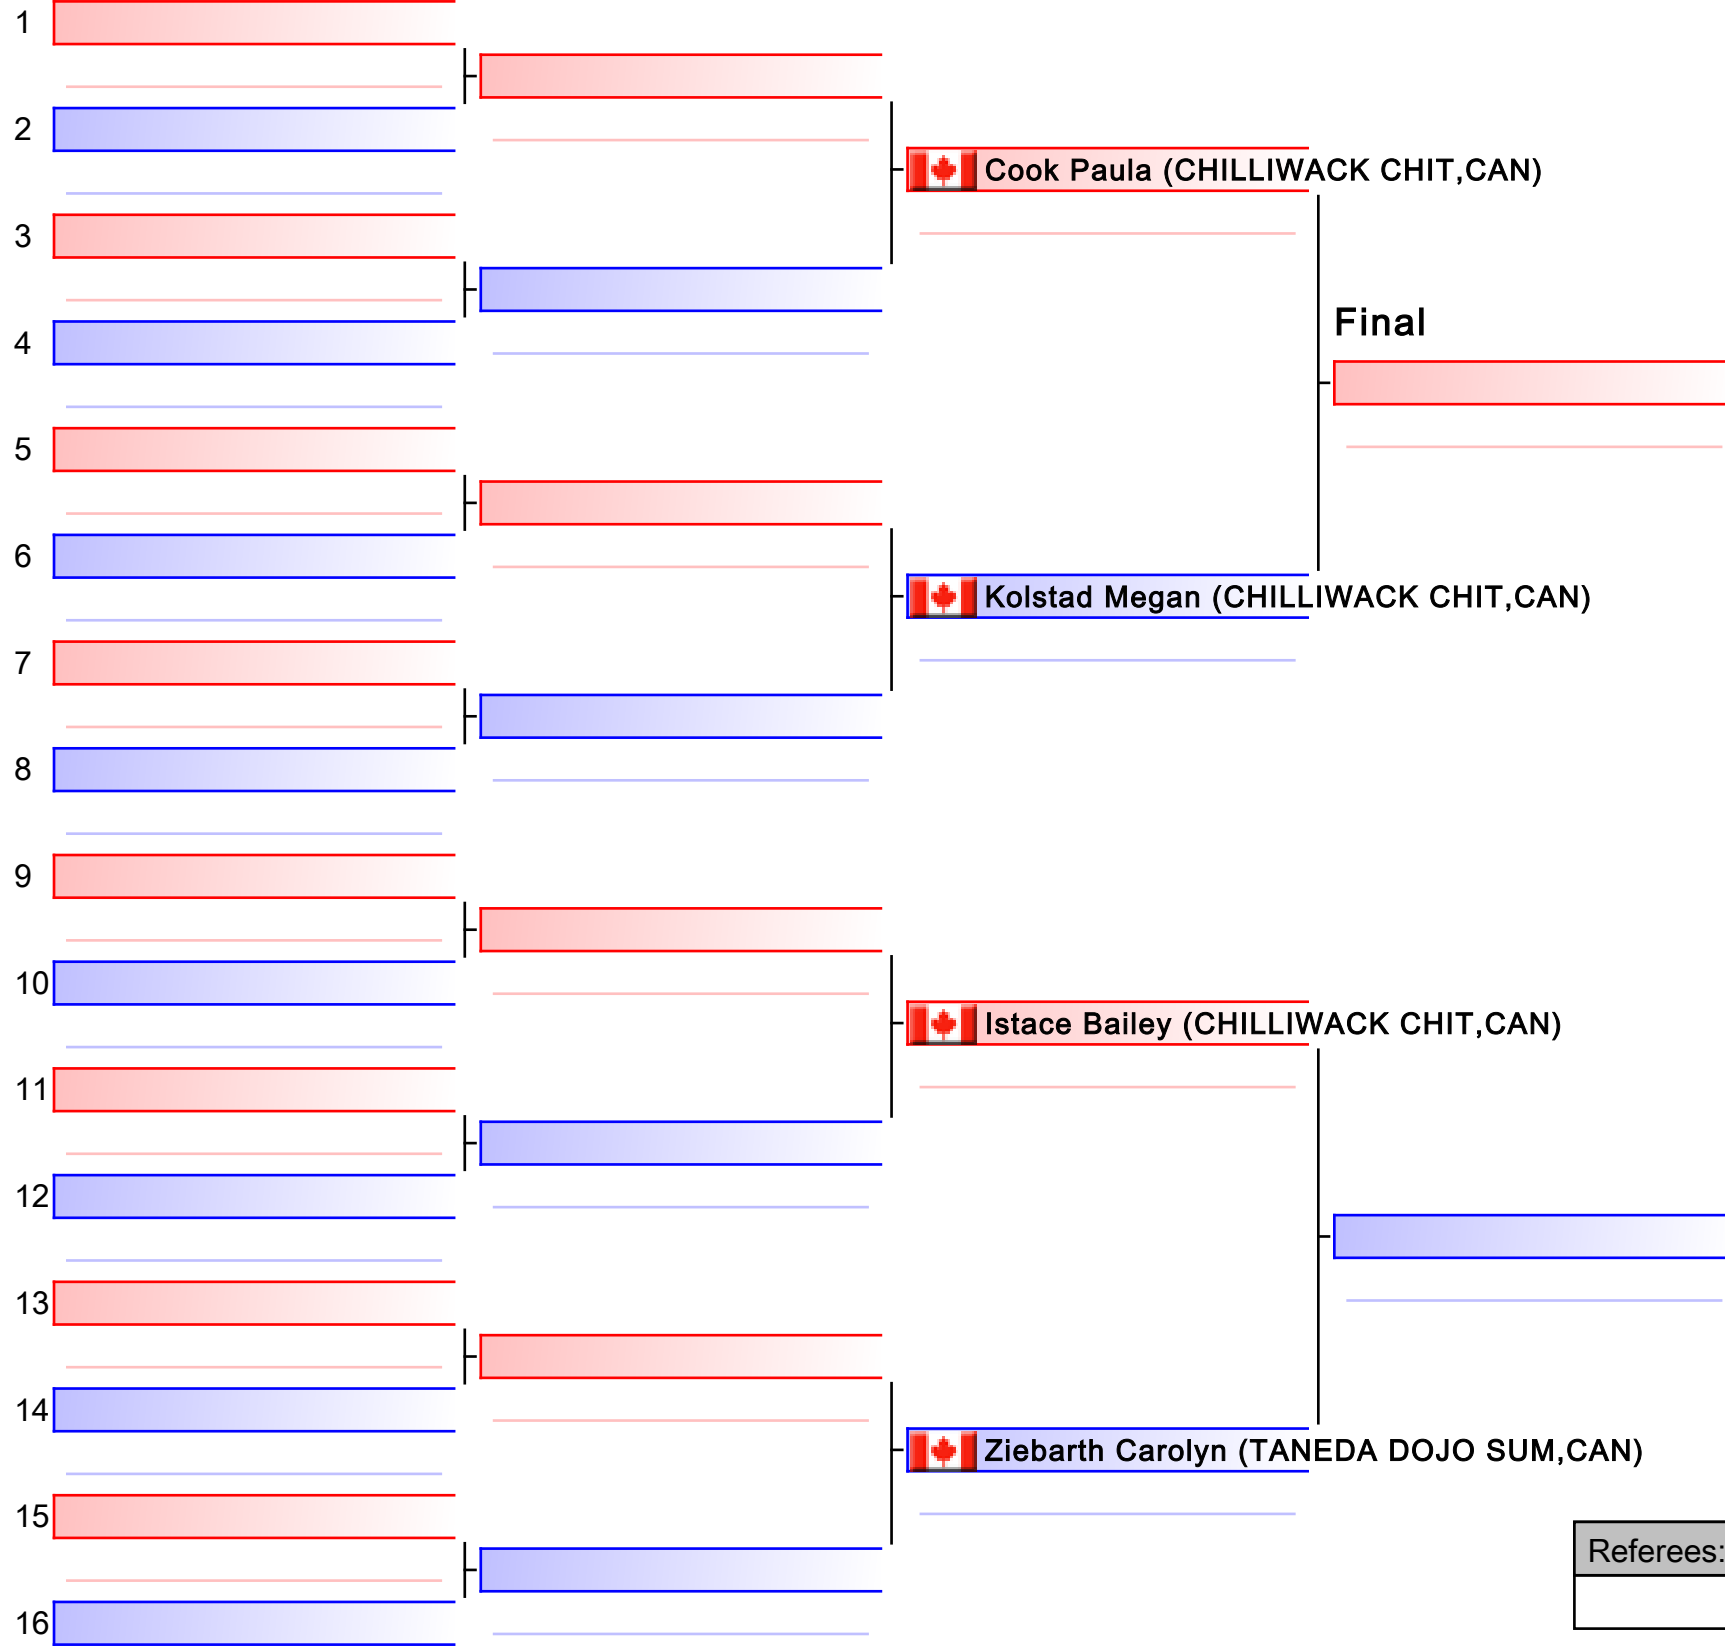 1
2
Cook Paula (CHILLIWACK CHIT,CAN)
3
Final
4
5
6
Kolstad Megan (CHILLIWACK CHIT,CAN)
7
8
9
10
Istace Bailey (CHILLIWACK CHIT,CAN)
11
12
13
14
Ziebarth Carolyn (TANEDA DOJO SUM,CAN)
15
Referees:
16